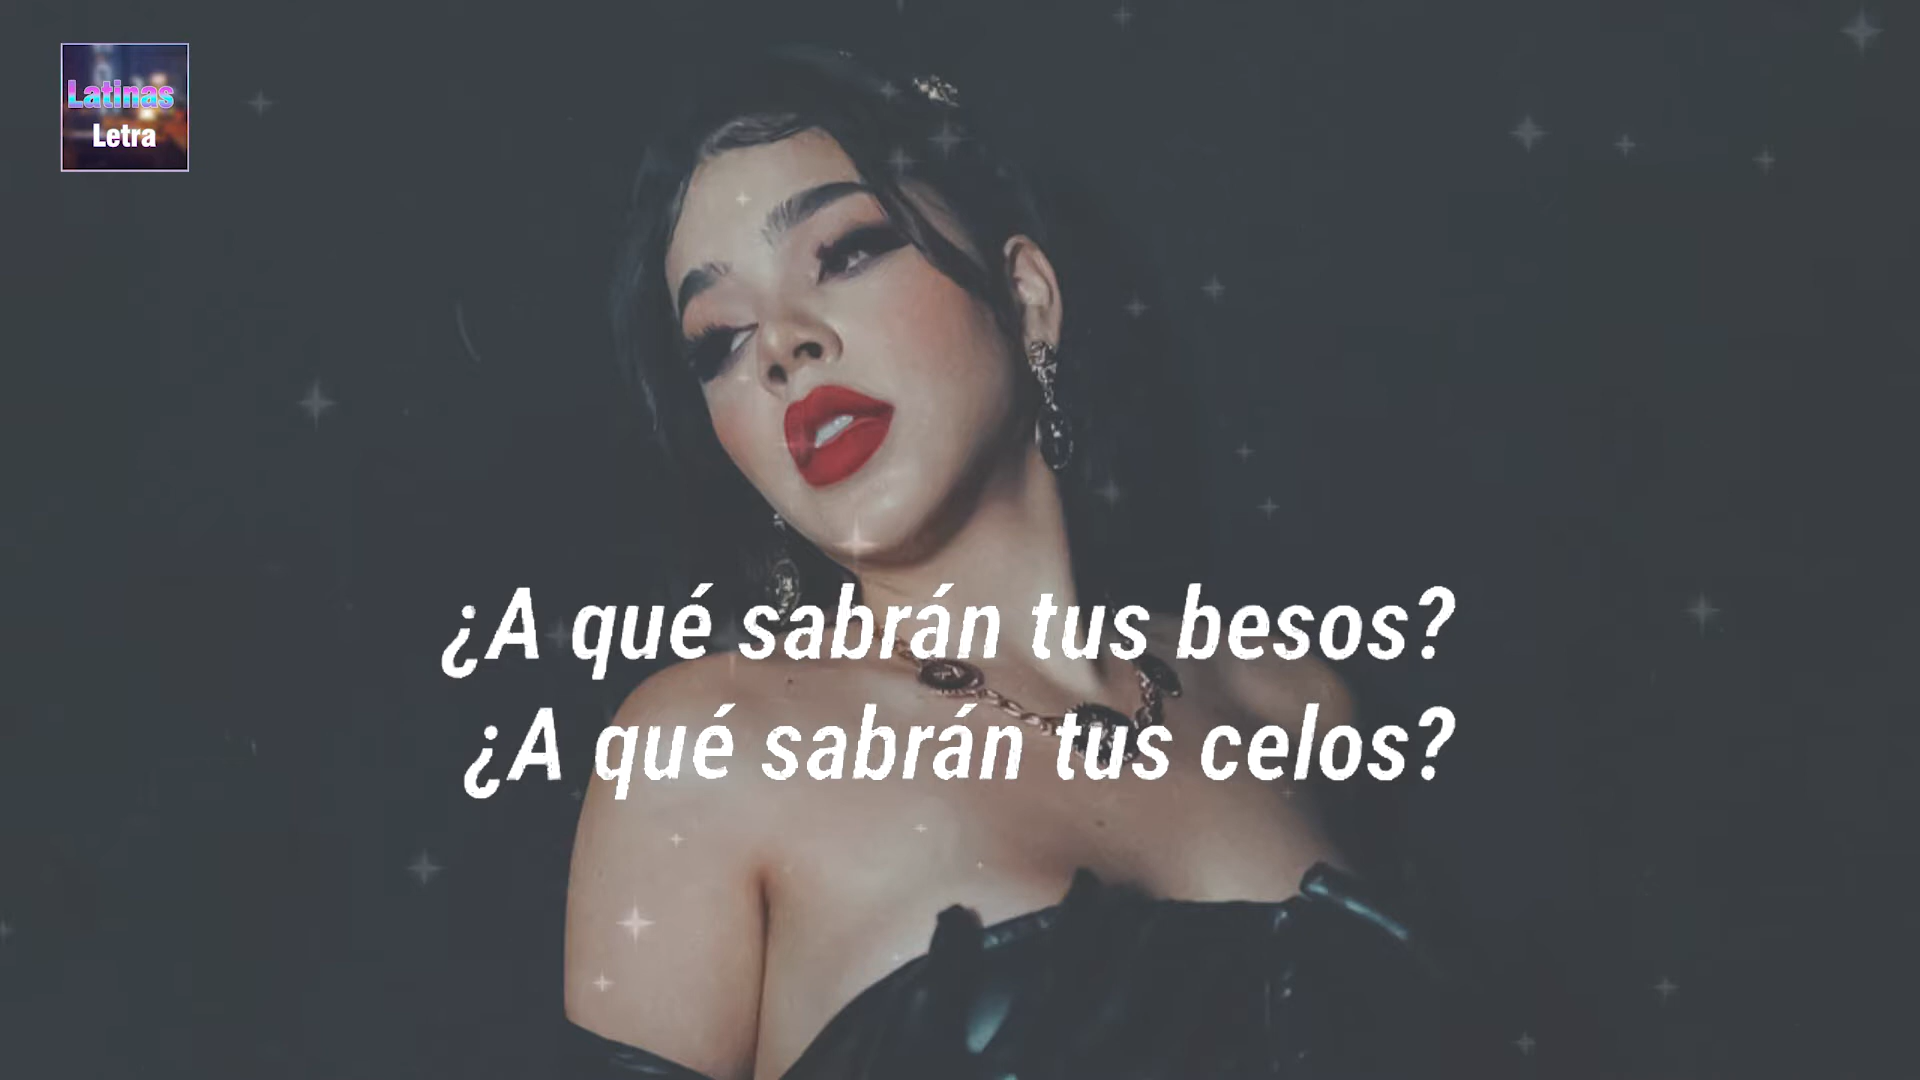 Latinas
Letra
¿A qué sabrán tus besos?
¿A qué sabrán tus celos?